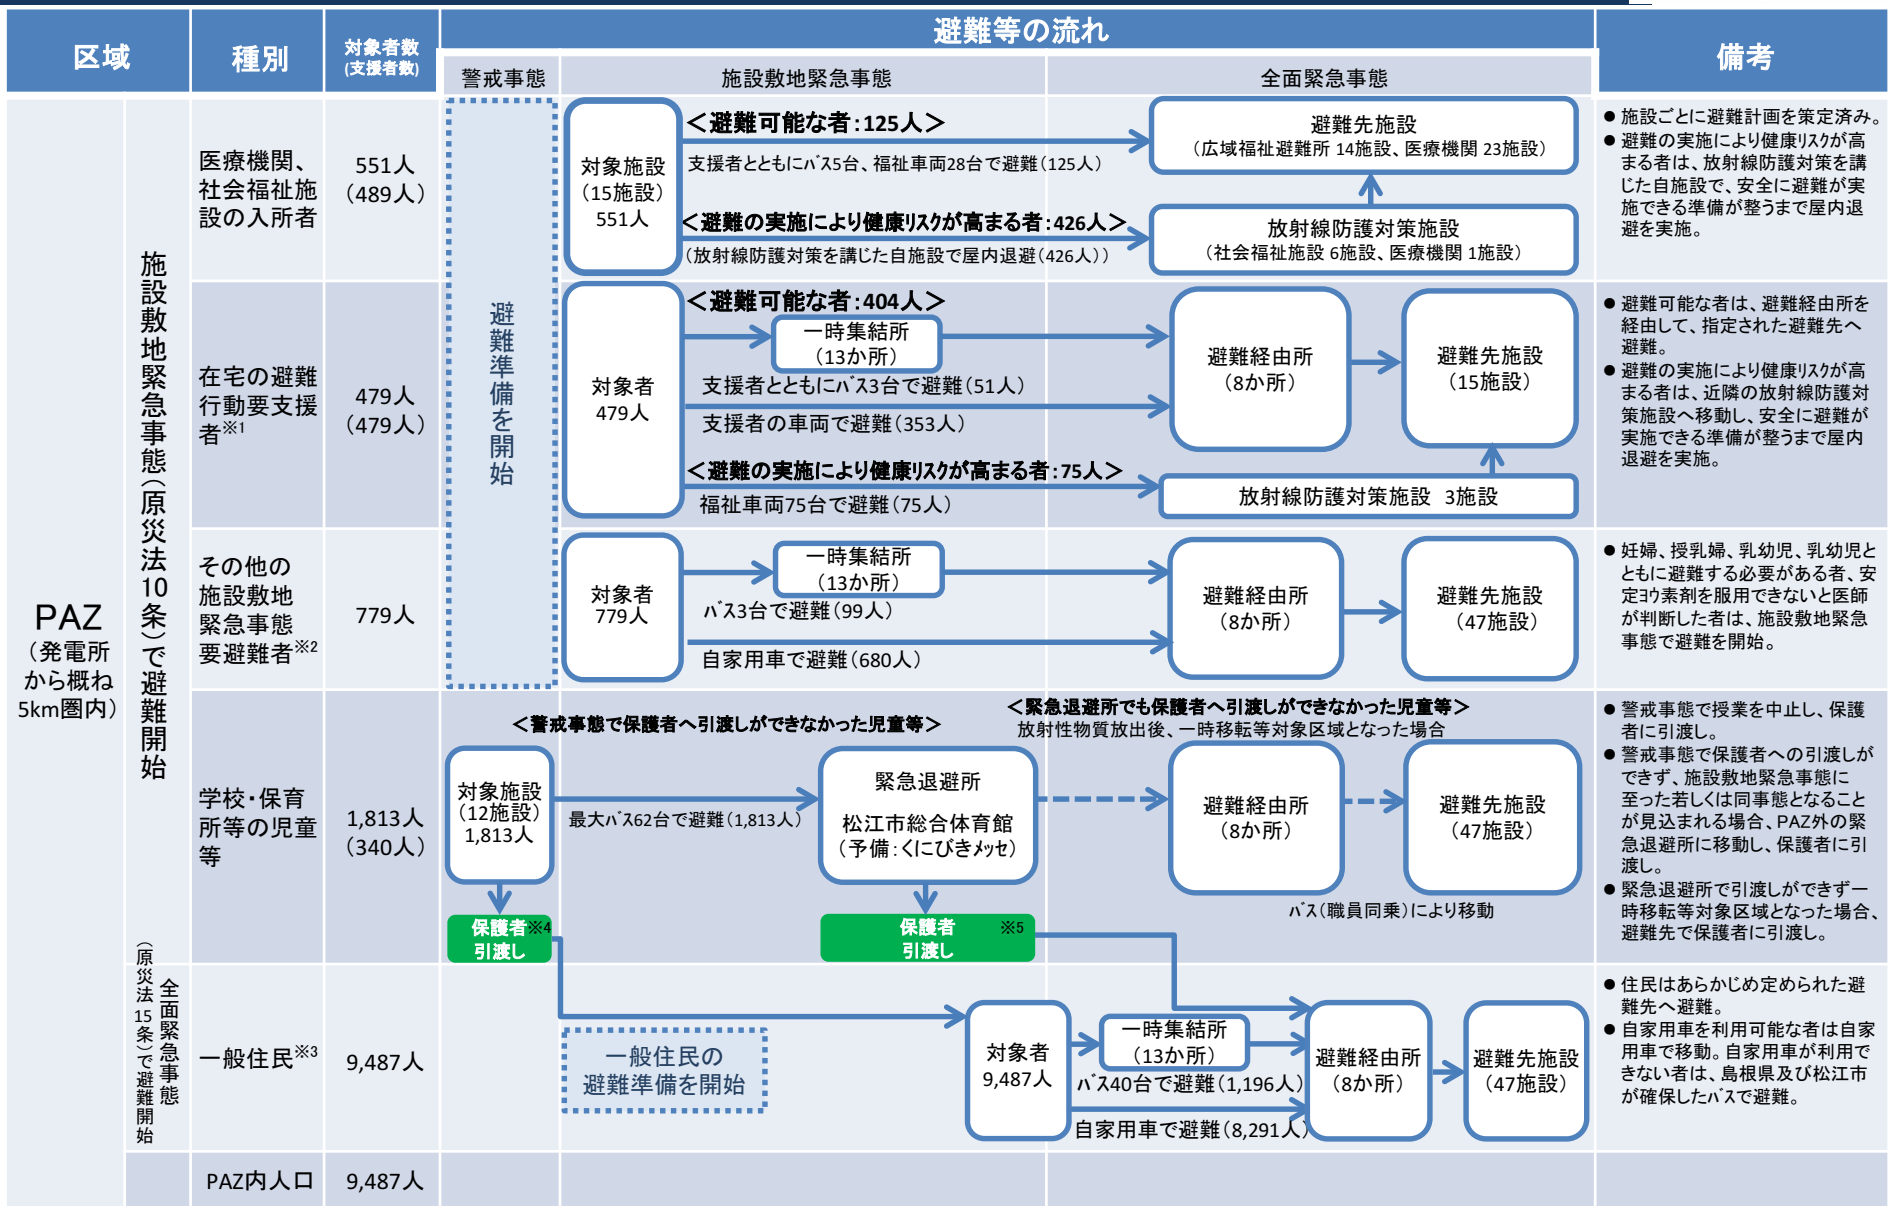 区域
種別
対象者数
(支援者数)
避難等の流れ
備考
警戒事態
施設敷地緊急事態
全面緊急事態
PAZ
(発電所
から概ね
5km圏内)
施設敷地緊急事態(原災法10条)で避難開始
避難準備を開始
医療機関、
社会福祉施
設の入所者
551人
(489人)
対象施設
(15施設)
551人
＜避難可能な者:125人＞
支援者とともにバス5台、福祉車両28台で避難(125人)
＜避難の実施により健康リスクが高まる者:426人＞
(放射線防護対策を講じた自施設で屋内退避(426人))
避難先施設
(広域福祉避難所 14施設、医療機関 23施設)
放射線防護対策施設
(社会福祉施設 6施設、医療機関 1施設)
● 施設ごとに避難計画を策定済み。
● 避難の実施により健康リスクが高
まる者は、放射線防護対策を講
じた自施設で、安全に避難が実
施できる準備が整うまで屋内退
避を実施。
在宅の避難
行動要支援
者※1
479人
(479人)
対象者
479人
＜避難可能な者:404人＞
一時集結所
(13か所)
支援者とともにバス3台で避難(51人)
支援者の車両で避難(353人)
＜避難の実施により健康リスクが高まる者:75人＞
福祉車両75台で避難(75人)
避難経由所
(8か所)
避難先施設
(15施設)
放射線防護対策施設 3施設
● 避難可能な者は、避難経由所を
経由して、指定された避難先へ
避難。
● 避難の実施により健康リスクが高
まる者は、近隣の放射線防護対
策施設へ移動し、安全に避難が
実施できる準備が整うまで屋内
退避を実施。
その他の
施設敷地
緊急事態
要避難者※2
779人
対象者
779人
一時集結所
(13か所)
バス3台で避難(99人)
自家用車で避難(680人)
避難経由所
(8か所)
避難先施設
(47施設)
● 妊婦、授乳婦、乳幼児、乳幼児と
ともに避難する必要がある者、安
定ヨウ素剤を服用できないと医師
が判断した者は、施設敷地緊急
事態で避難を開始。
学校・保育
所等の児童
等
1,813人
(340人)
＜警戒事態で保護者へ引渡しができなかった児童等＞
＜緊急退避所でも保護者へ引渡しができなかった児童等＞
放射性物質放出後、一時移転等対象区域となった場合
対象施設
(12施設)
1,813人
最大バス62台で避難(1,813人)
緊急退避所
松江市総合体育館
(予備:くにびきメッセ)
避難経由所
(8か所)
避難先施設
(47施設)
バス(職員同乗)により移動
保護者※4
引渡し
保護者 ※5
引渡し
● 警戒事態で授業を中止し、保護
者に引渡し。
● 警戒事態で保護者への引渡しが
できず、施設敷地緊急事態に
至った若しくは同事態となること
が見込まれる場合、PAZ外の緊
急退避所に移動し、保護者に引
渡し。
● 緊急退避所で引渡しができず一
時移転等対象区域となった場合、
避難先で保護者に引渡し。
全面緊急事態
(原災法15条)で避難開始
一般住民※3
9,487人
一般住民の
避難準備を開始
対象者
9,487人
一時集結所
(13か所)
バス40台で避難(1,196人)
自家用車で避難(8,291人)
避難経由所
(8か所)
避難先施設
(47施設)
● 住民はあらかじめ定められた避
難先へ避難。
● 自家用車を利用可能な者は自家
用車で移動。自家用車が利用で
きない者は、島根県及び松江市
が確保したバスで避難。
PAZ内人口
9,487人